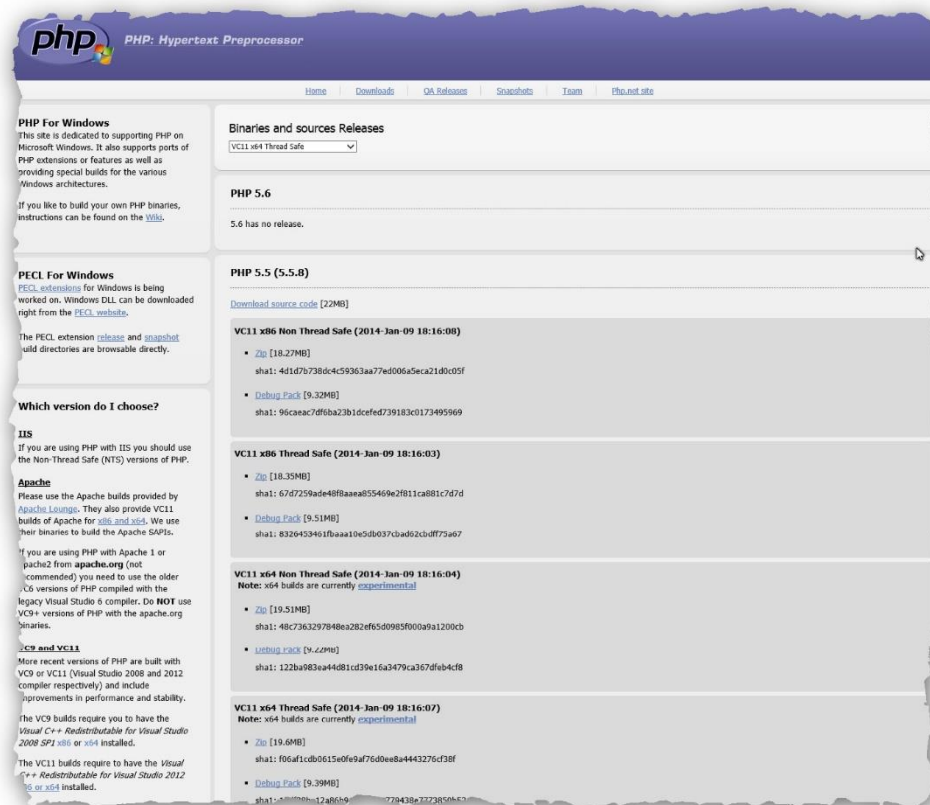 php
PHP: Hypertext Preprocessor
Home
Downloads
QA Releases
Snapshots
Team
Php.net site
PHP For Windows
This site is dedicated to supporting PHP on
Microsoft Windows. It also supports ports of
PHP extensions or features as well as
providing special builds for the various
Windows architectures.
If you like to build your own PHP binaries,
instructions can be found on the Wiki.
PECL For Windows
PECL extensions for Windows is being
worked on. Windows DLL can be downloaded
right from the PECL website.
The PECL extension release and snapshot
build directories are browsable directly.
Which version do I choose?
IIS
If you are using PHP with IIS you should use
the Non-Thread Safe (NTS) versions of PHP.
Apache
Please use the Apache builds provided by
Apache Lounge. They also provide VC11
builds of Apache for x86 and x64. We use
their binaries to build the Apache SAPIs.
If you are using PHP with Apache 1 or
Apache2 from apache.org (not
recommended) you need to use the older
VC6 versions of PHP compiled with the
legacy Visual Studio 6 compiler. Do NOT use
VC9+ versions of PHP with the apache.org
binaries.
VC9 and VC11
More recent versions of PHP are built with
VC9 or VC11 (Visual Studio 2008 and 2012
compiler respectively) and include
improvements in performance and stability.
The VC9 builds require you to have the
Visual C++ Redistributable for Visual Studio
2008 SP1 x86 or x64 installed.
The VC11 builds require to have the Visual
C++ Redistributable for Visual Studio 2012
x86 or x64 installed.
Binaries and sources Releases
VC11 x64 Thread Safe
PHP 5.6
5.6 has no release.
PHP 5.5 (5.5.8)
Download source code [22MB]
VC11 x86 Non Thread Safe (2014-Jan-09 18:16:08)
Zip [18.27MB]
sha1: 4d1d7b738dc4c59363aa77ed006a5eca21d0c05f
Debug Pack [9.32MB]
sha1: 96caeac7df6ba23b1dcefed739183c0173495969
VC11 x86 Thread Safe (2014-Jan-09 18:16:03)
Zip [18.35MB]
sha1: 67d7259ade48f8aaea855469e2f811ca881c7d7d
Debug Pack [9.51MB]
sha1: 8326453461fbaaa10e5db037cbad62cbdff75a67
VC11 x64 Non Thread Safe (2014-Jan-09 18:16:04)
Note: x64 builds are currently experimental
Zip [19.51MB]
sha1: 48c7363297848ea282ef65d0985f000a9a1200cb
Debug Pack [9.22MB]
sha1: 122ba983ea44d81cd39e16a3479ca367dfeb4cf8
VC11 x64 Thread Safe (2014-Jan-09 18:16:07)
Note: x64 builds are currently experimental
Zip [19.6MB]
sha1: f06af1cdb0615e0fe9af76d0ee8a4443276cf38f
Debug Pack [9.39MB]
sha1: